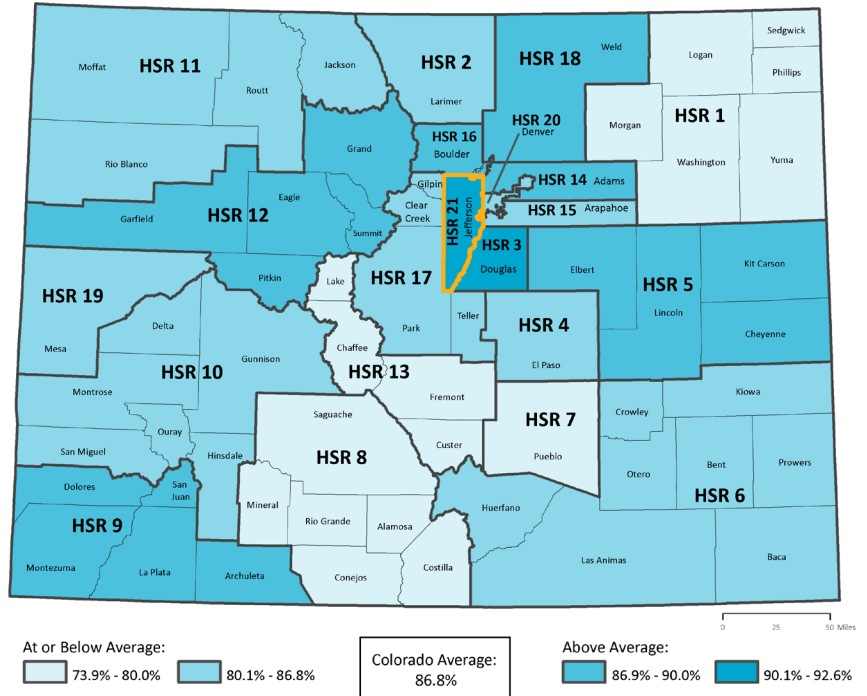 Sedgwick
Moffat
HSR 11
Jackson
HSR 2
HSR 18
Weld
Logan
Phillips
Routt
Larimer
HSR 20
Denver
Morgan
HSR 1
Grand
HSR 16
Boulder
Rio Blanco
Washington
Yuma
Gilpin
HSR 14
Adams
Eagle
Clear
Creek
HSR 21
Jefferson
HSR 15
Arapahoe
Garfield
HSR 12
Summit
HSR 3
Douglas
Elbert
Kit Carson
Pitkin
Lake
HSR 17
HSR 5
Lincoln
HSR 19
Delta
Park
Teller
HSR 4
Cheyenne
Mesa
Gunnison
Chaffee
El Paso
HSR 10
HSR 13
Montrose
Fremont
Kiowa
Saguache
HSR 7
Crowley
Ouray
San Miguel
Hinsdale
HSR 8
Custer
Pueblo
Bent
Prowers
Otero
HSR 6
Dolores
San
Juan
Mineral
Huerfano
HSR 9
Rio Grande
Alamosa
Montezuma
La Plata
Archuleta
Conejos
Costilla
Las Animas
Baca
0 25 50 Miles
At or Below Average:
73.9% - 80.0%
80.1% - 86.8%
Colorado Average:
86.8%
Above Average:
86.9% - 90.0%
90.1% - 92.6%